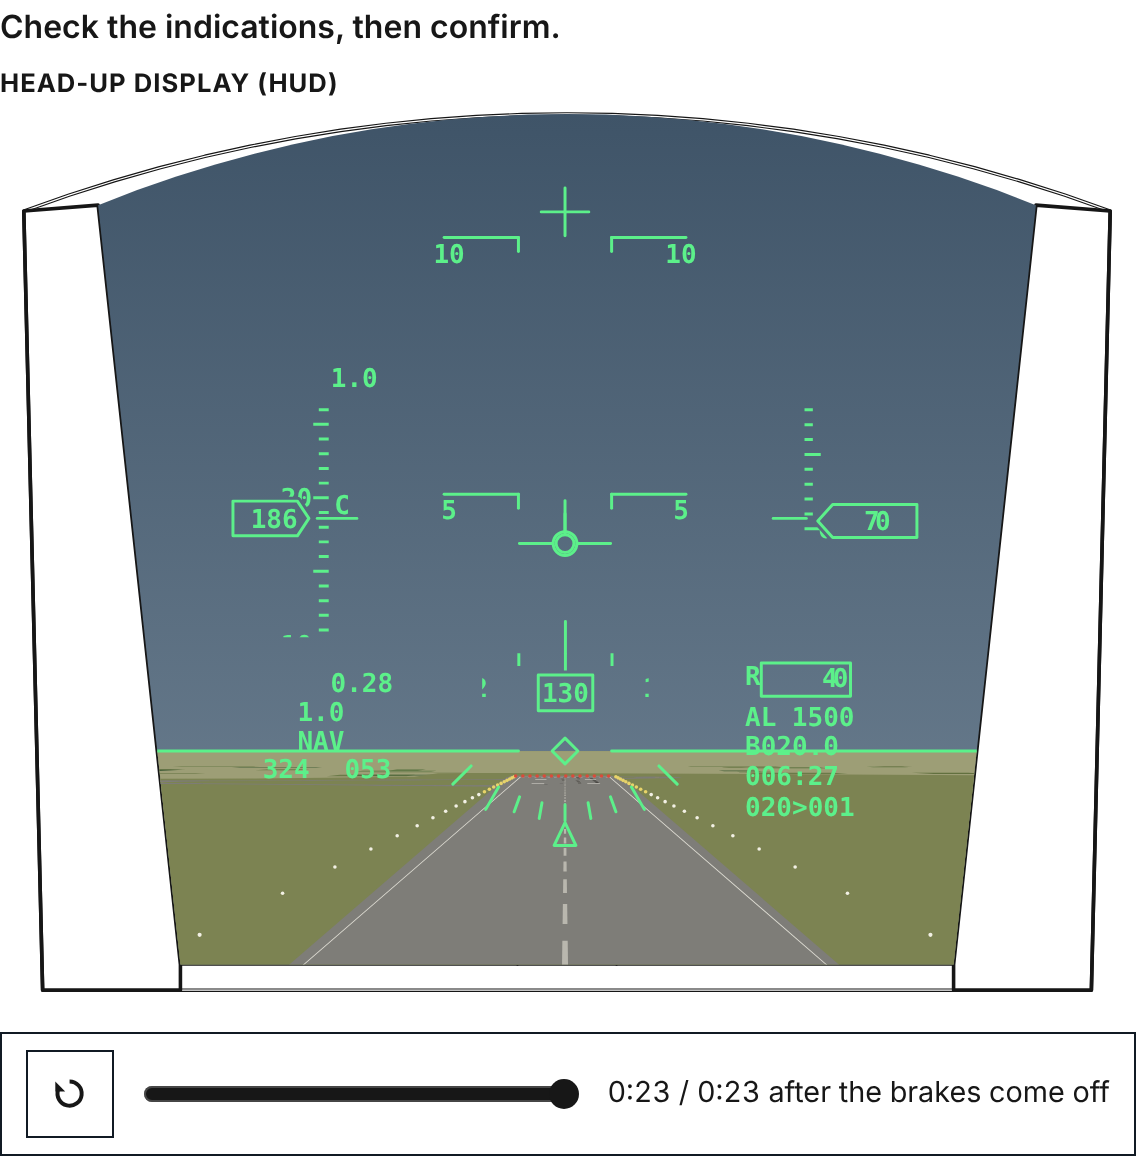 Check the indications, then confirm.
HEAD-UP DISPLAY (HUD)
10 10
1.0
20 C
186
5 5
70
R 40
0.28
130
AL 1500
1.0
NAV
B020.0
324 053
006:27
020>001
0:23 / 0:23 after the brakes come off